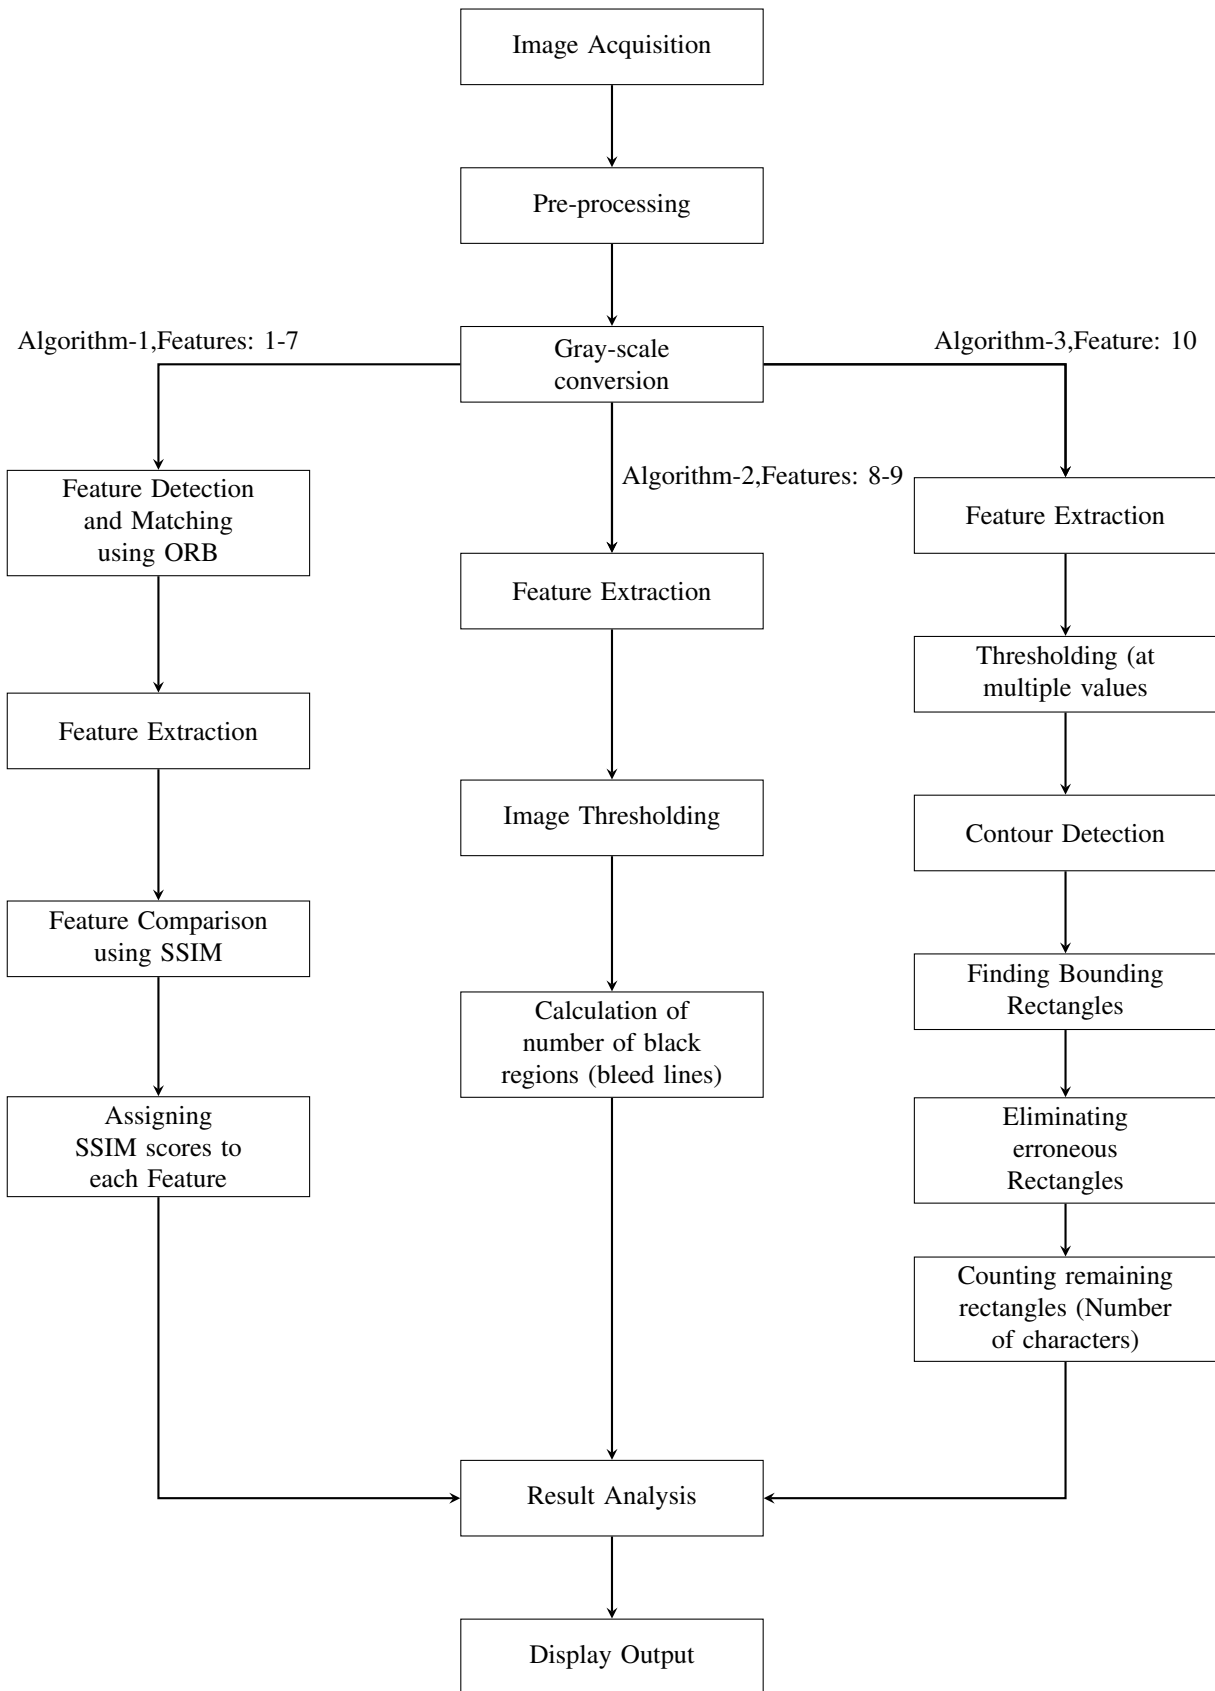 Image Acquisition
Pre-processing
Gray-scale
conversion
Algorithm-1,Features: 1-7
Feature Detection
and Matching
using ORB
Feature Extraction
Feature Comparison
using SSIM
Assigning
SSIM scores to
each Feature
Algorithm-2,Features: 8-9
Feature Extraction
Image Thresholding
Calculation of
number of black
regions (bleed lines)
Algorithm-3,Feature: 10
Feature Extraction
Thresholding (at
multiple values
Contour Detection
Finding Bounding
Rectangles
Eliminating
erroneous
Rectangles
Counting remaining
rectangles (Number
of characters)
Result Analysis
Display Output